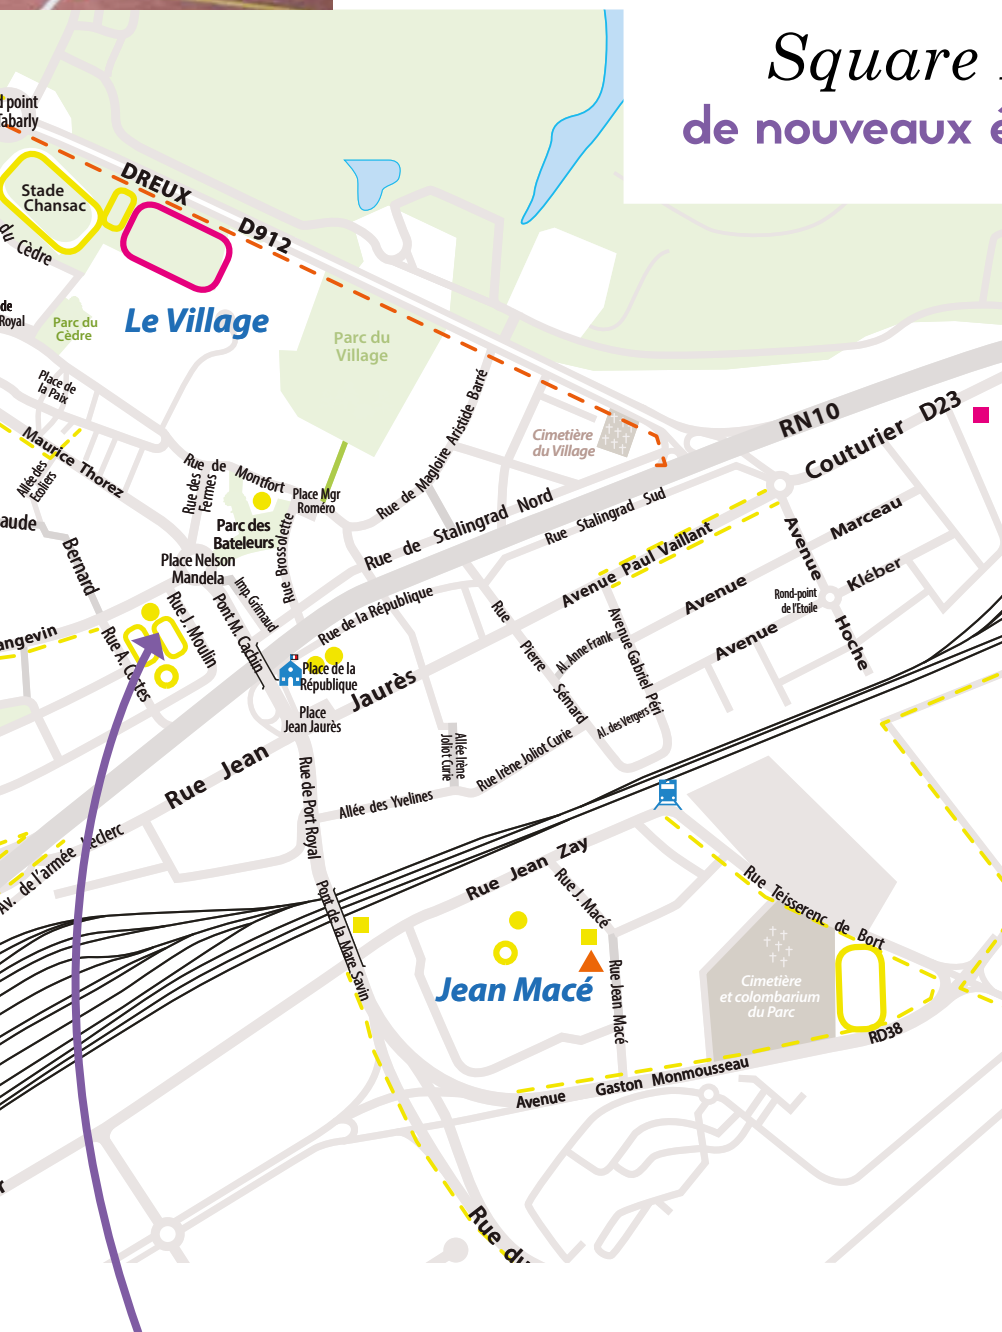 Square
de nouveaux é
d point
Tabarly
Stade
Chansac
DREUX
D912
du Cèdre
de
Royal
Parc du
Cèdre
Le Village
Parc du
Village
Place de
la Paix
Maurice Thorez
Allée des
Écoliers
Rue de Montfort
Rue des
Fermes
Place Mgr
Roméro
Rue de Magloire Aristide Barré
Cimetière
du Village
RN10
Couturier D23
aude
Bernard
Parc des
Bateleurs
Rue Brossolette
Place Nelson
Mandela
Imp. Grimaud
Rue de Stalingrad Nord
Rue Stalingrad Sud
Avenue Paul Vaillant
Avenue Hoche
Avenue Marceau
Avenue Kléber
Rond-point
de l'Etoile
angevin
Rue A. Cortes
Rue J. Moulin
Pont M. Cachin
Rue de la République
Rue Pierre Sémard
Al. Anne Frank
Avenue Gabriel Péri
Al. des Vergers
Place de la
République
Place
Jean Jaurès
Rue Jean Jaurès
Allée Irène
Joliot Curie
Rue Irène Joliot Curie
Allée des Yvelines
Rue de Port Royal
Av. de l'armée Leclerc
Pont de la Mare Savin
Rue Jean Zay
Rue J. Macé
Rue Jean Macé
Jean Macé
Rue Teisserenc de Bort
Cimetière
et colombarium
du Parc
RD38
Avenue Gaston Monmousseau
r
Rue du